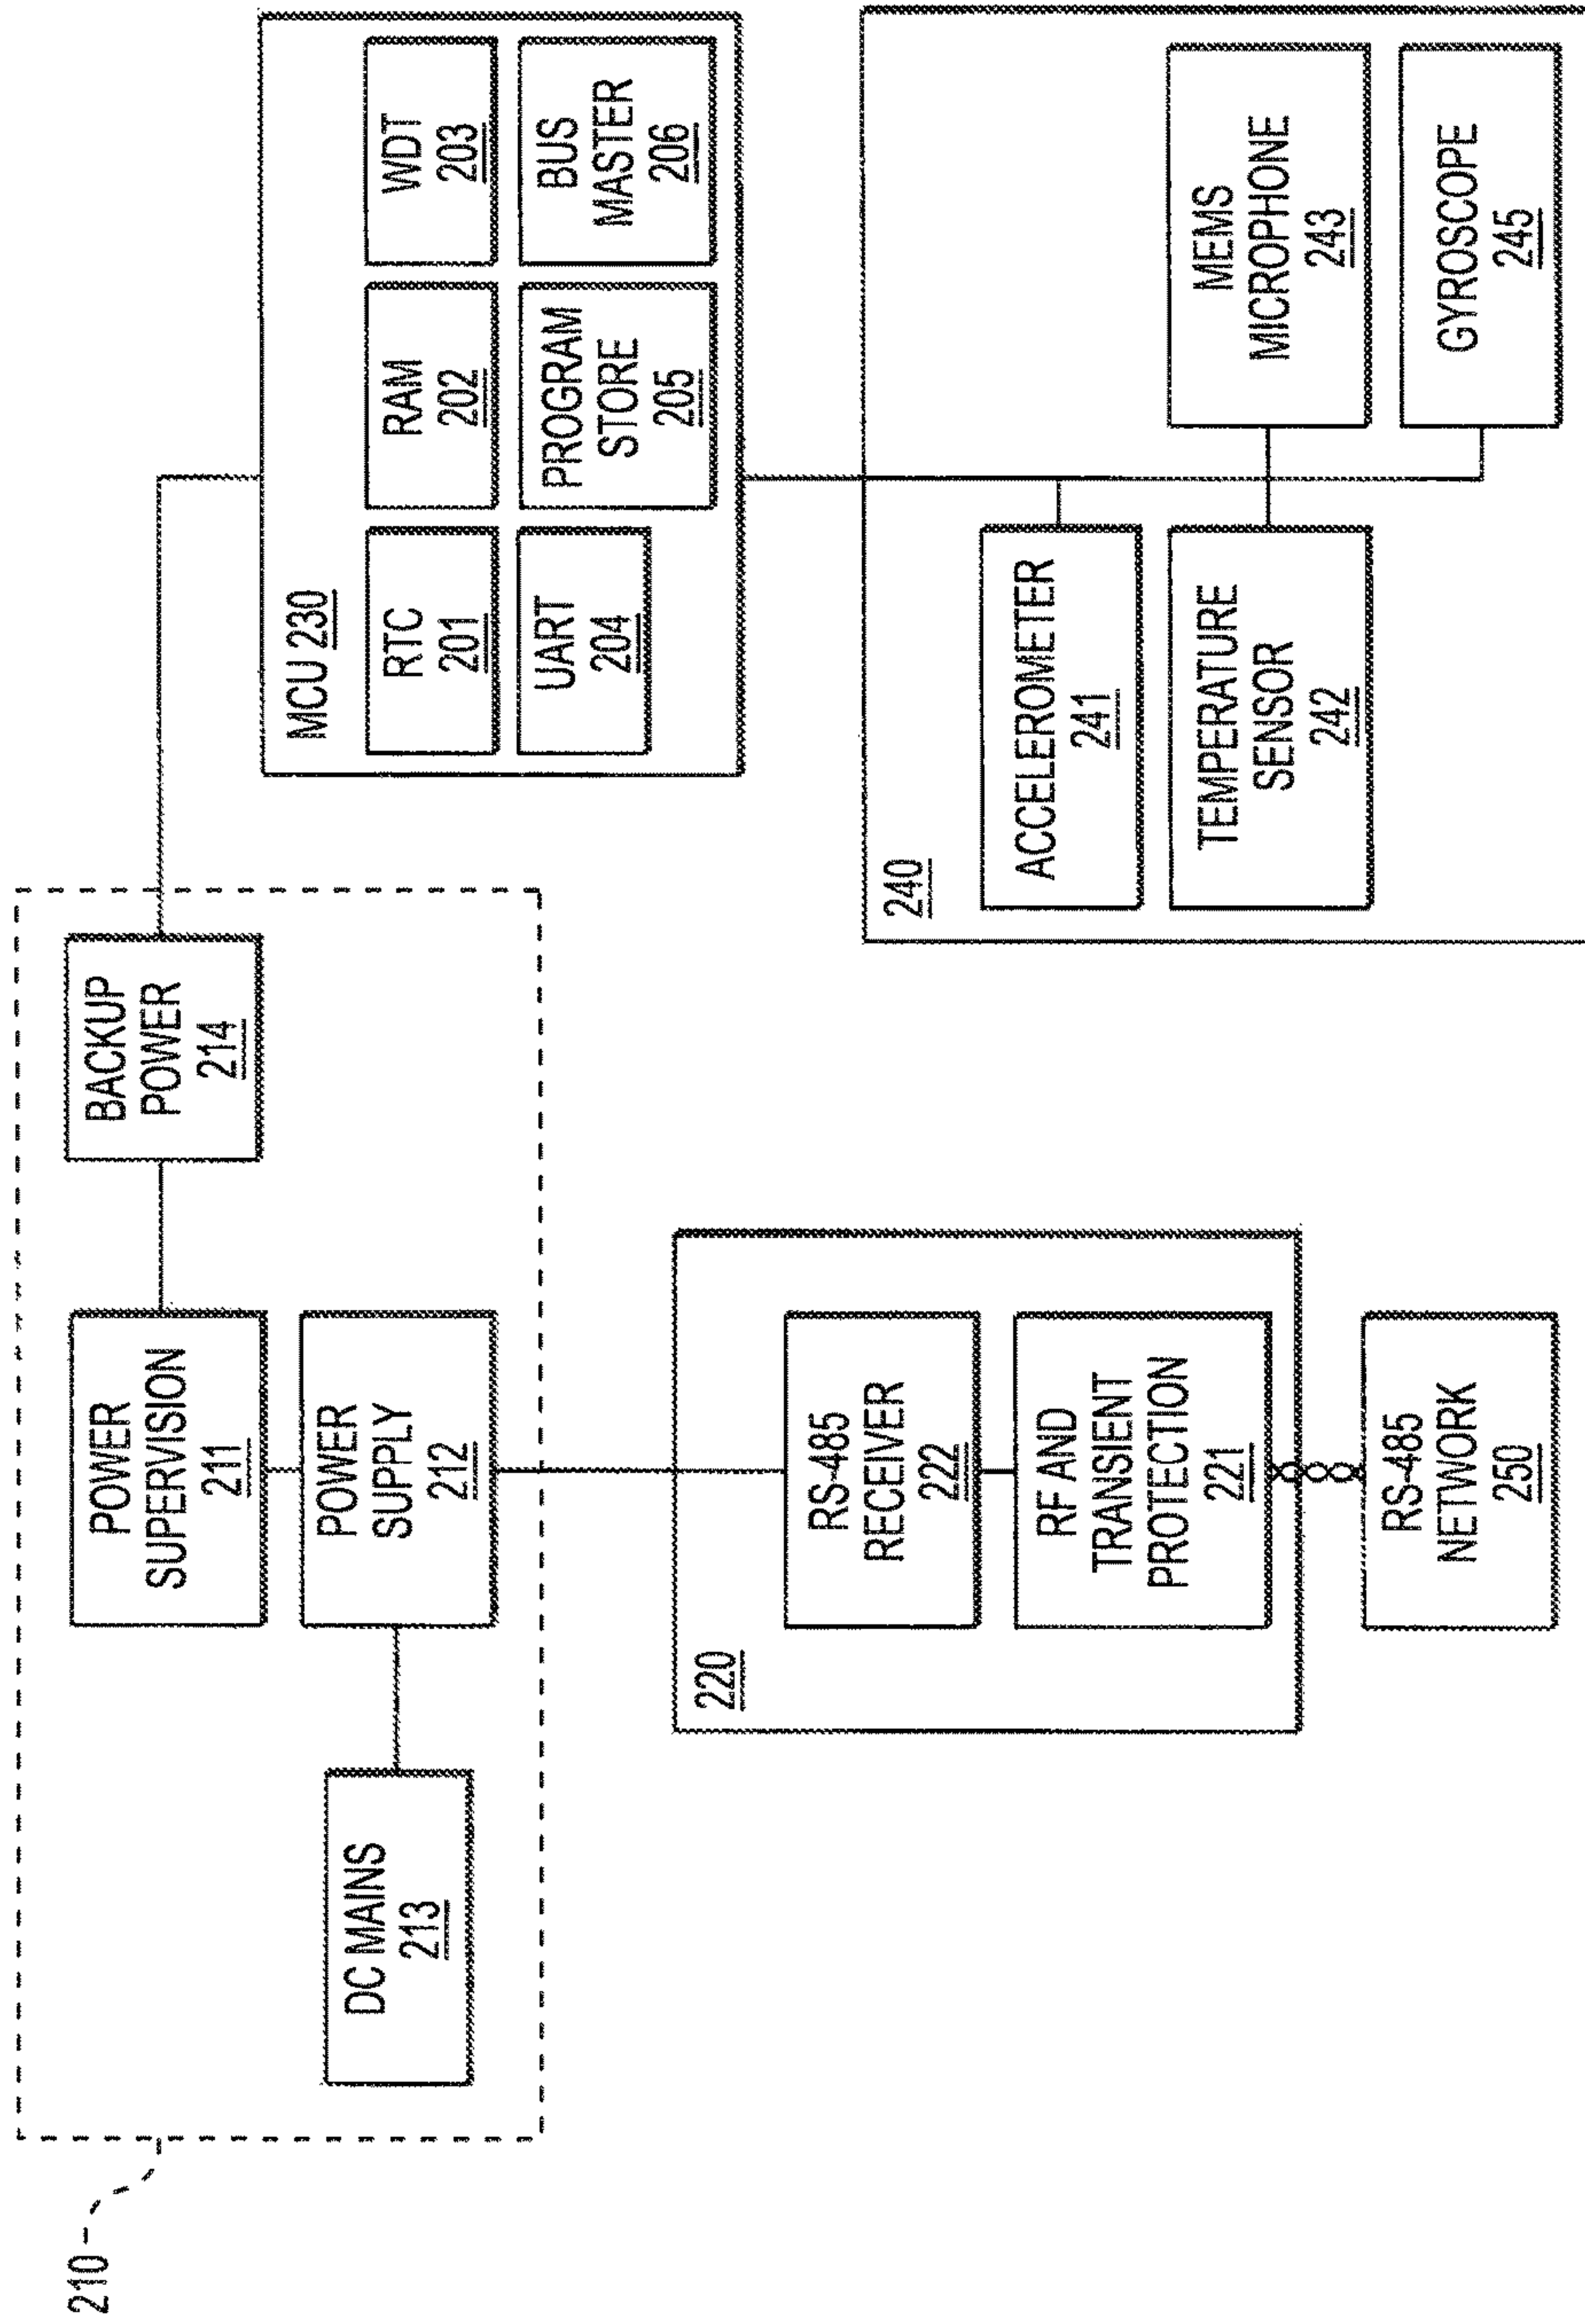 210
POWER
SUPERVISION
211
BACKUP
POWER
214
DC MAINS
213
POWER
SUPPLY
212
MCU 230
RTC
201
RAM
202
WDT
203
UART
204
PROGRAM
STORE
205
BUS
MASTER
206
220
RS-485
RECEIVER
222
RF AND
TRANSIENT
PROTECTION
221
RS-485
NETWORK
250
240
ACCELEROMETER
241
TEMPERATURE
SENSOR
242
MEMS
MICROPHONE
243
GYROSCOPE
245